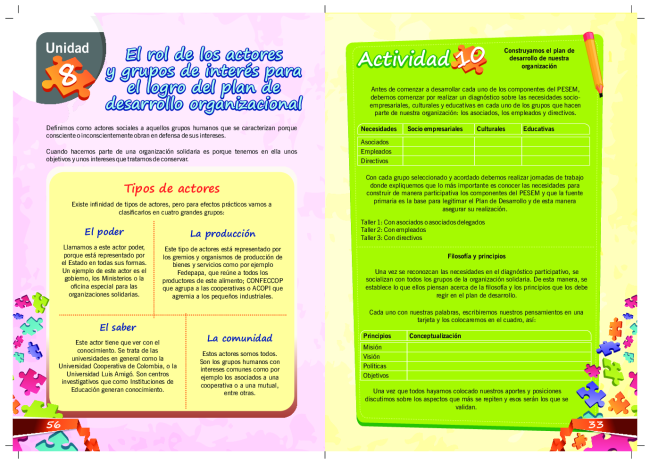 Unidad
8
El rol de los actores
y grupos de interés para
el logro del plan de
desarrollo organizacional
Definimos como actores sociales a aquellos grupos humanos que se caracterizan porque
consciente o inconscientemente obran en defensa de sus intereses.
Cuando hacemos parte de una organización solidaria es porque tenemos en ella unos
objetivos y unos intereses que tratamos de conservar.
Tipos de actores
Existe infinidad de tipos de actores, pero para efectos prácticos vamos a
clasificarlos en cuatro grandes grupos:
El poder
Llamamos a este actor poder,
porque está representado por
el Estado en todas sus formas.
Un ejemplo de este actor es el
gobierno, los Ministerios o la
oficina especial para las
organizaciones solidarias.
La producción
Este tipo de actores está representado por
los gremios y organismos de producción de
bienes y servicios como por ejemplo
Fedepapa, que reúne a todos los
productores de este alimento; CONFECCOP
que agrupa a las cooperativas o ACOPI que
agremia a los pequeños industriales.
El saber
Este actor tiene que ver con el
conocimiento. Se trata de las
universidades en general como la
Universidad Cooperativa de Colombia, o la
Universidad Luis Amigó. Son centros
investigativos que como Instituciones de
Educación generan conocimiento.
La comunidad
Estos actores somos todos.
Son los grupos humanos con
intereses comunes como por
ejemplo los asociados a una
cooperativa o a una mutual,
entre otras.
56
Actividad 10
Construyamos el plan de
desarrollo de nuestra
organización
Antes de comenzar a desarrollar cada uno de los componentes del PESEM,
debemos comenzar por realizar un diagnóstico sobre las necesidades socio-
empresariales, culturales y educativas en cada uno de los grupos que hacen
parte de nuestra organización: los asociados, los empleados y directivos.
Necesidades Socio empresariales Culturales Educativas
Asociados
Empleados
Directivos
Con cada grupo seleccionado y acordado debemos realizar jornadas de trabajo
donde expliquemos que lo más importante es conocer las necesidades para
construir de manera participativa los componentes del PESEM y que la fuente
primaria es la base para legitimar el Plan de Desarrollo y de esta manera
asegurar su realización.
Taller 1: Con asociados o asociados delegados
Taller 2: Con empleados
Taller 3: Con directivos
Filosofía y principios
Una vez se reconozcan las necesidades en el diagnóstico participativo, se
socializan con todos los grupos de la organización solidaria. De esta manera, se
establece lo que ellos piensan acerca de la filosofía y los principios que los debe
regir en el plan de desarrollo.
Cada uno con nuestras palabras, escribiremos nuestros pensamientos en una
tarjeta y los colocaremos en el cuadro, así:
Principios Conceptualización
Misión
Visión
Políticas
Objetivos
Una vez que todos hayamos colocado nuestros aportes y posiciones
discutimos sobre los aspectos que más se repiten y esos serán los que se
validan.
33